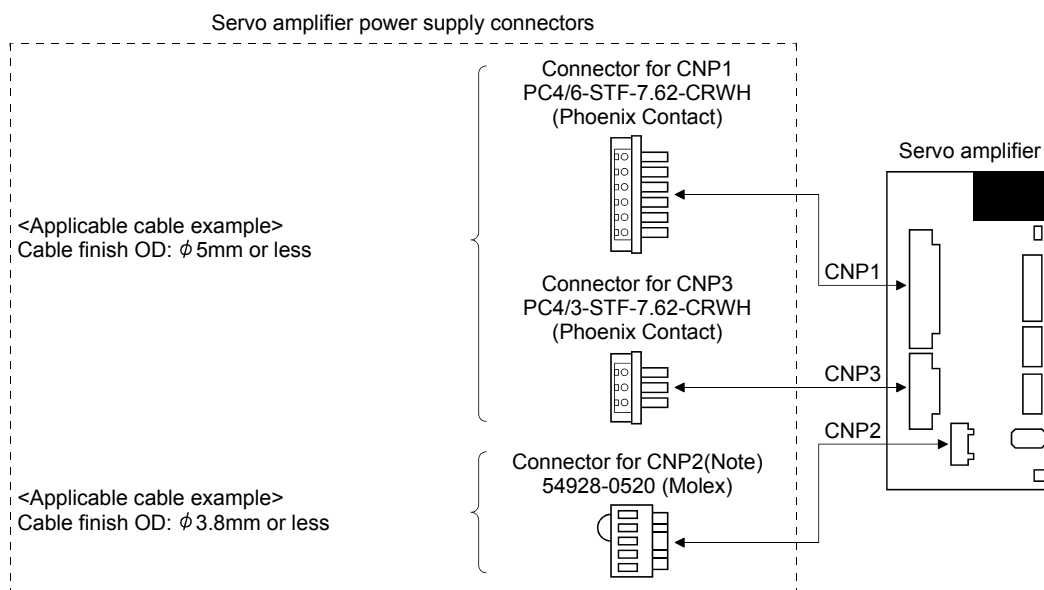 Servo amplifier power supply connectors
Connector for CNP1
PC4/6-STF-7.62-CRWH
(Phoenix Contact)
Servo amplifier
<Applicable cable example>
Cable finish OD: φ5mm or less
CNP1
Connector for CNP3
PC4/3-STF-7.62-CRWH
(Phoenix Contact)
CNP3
CNP2
Connector for CNP2(Note)
54928-0520 (Molex)
<Applicable cable example>
Cable finish OD: φ3.8mm or less